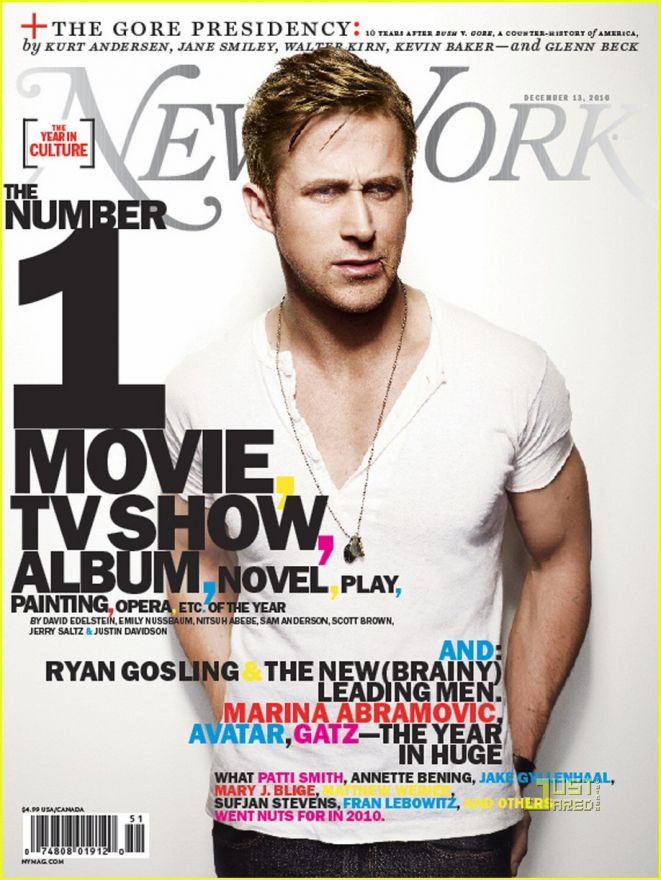 +THE GORE PRESIDENCY: 10 YEARS AFTER BUSH V. GORE, A COUNTER-HISTORY of AMERICA,
by KURT ANDERSEN, JANE SMILEY, WALTER KIRN, KEVIN BAKER—and GLENN BECK
DECEMBER 13, 2010
NEW YORK
THE
YEAR IN
CULTURE
THE
NUMBER
1
MOVIE,
TV SHOW,
ALBUM, NOVEL, PLAY,
PAINTING, OPERA, ETC. OF THE YEAR
BY DAVID EDELSTEIN, EMILY NUSSBAUM, NITSUH ABEBE, SAM ANDERSON, SCOTT BROWN,
JERRY SALTZ & JUSTIN DAVIDSON
AND:
RYAN GOSLING & THE NEW (BRAINY)
LEADING MEN.
MARINA ABRAMOVIC,
AVATAR, GATZ—THE YEAR
IN HUGE
WHAT PATTI SMITH, ANNETTE BENING, JAKE GYLLENHAAL,
MARY J. BLIGE, MATTHEW WEINER,
SUFJAN STEVENS, FRAN LEBOWITZ, AND OTHERS
WENT NUTS FOR IN 2010.
JUST
JARED
$4.99 USA/CANADA
51
0 74808 01912 0
NYMAG.COM